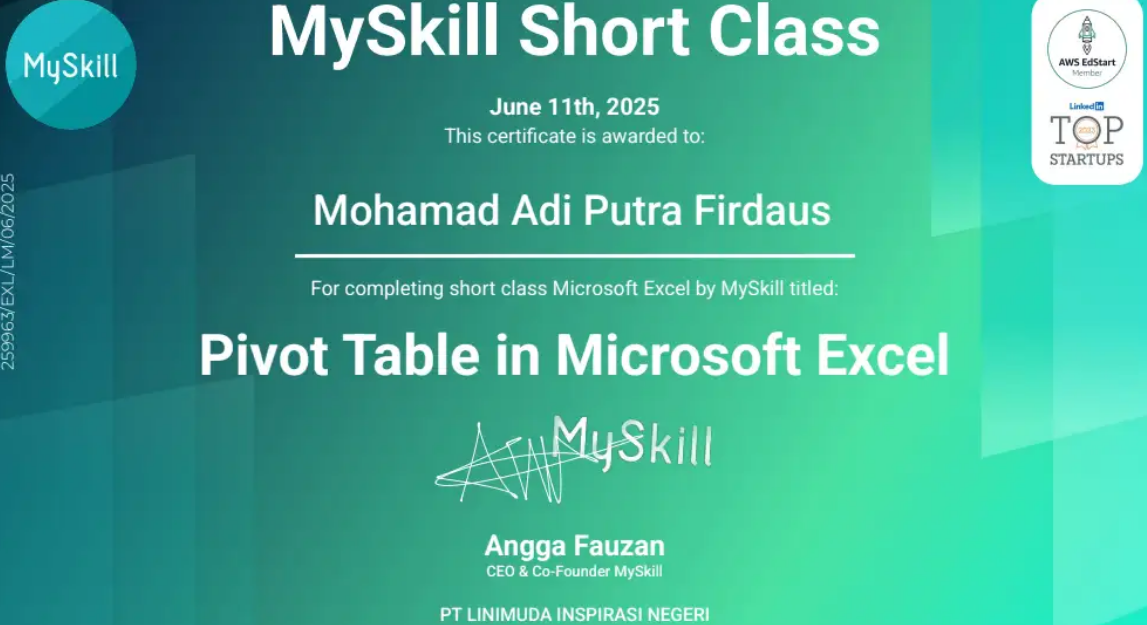 MySkill
MySkill Short Class
AWS EdStart
Member
LinkedIn
TOP
STARTUPS
June 11th, 2025
This certificate is awarded to:
Mohamad Adi Putra Firdaus
For completing short class Microsoft Excel by MySkill titled:
Pivot Table in Microsoft Excel
MySkill
Angga Fauzan
CEO & Co-Founder MySkill
PT LINIMUDA INSPIRASI NEGERI
259963/EXL/LM/06/2025